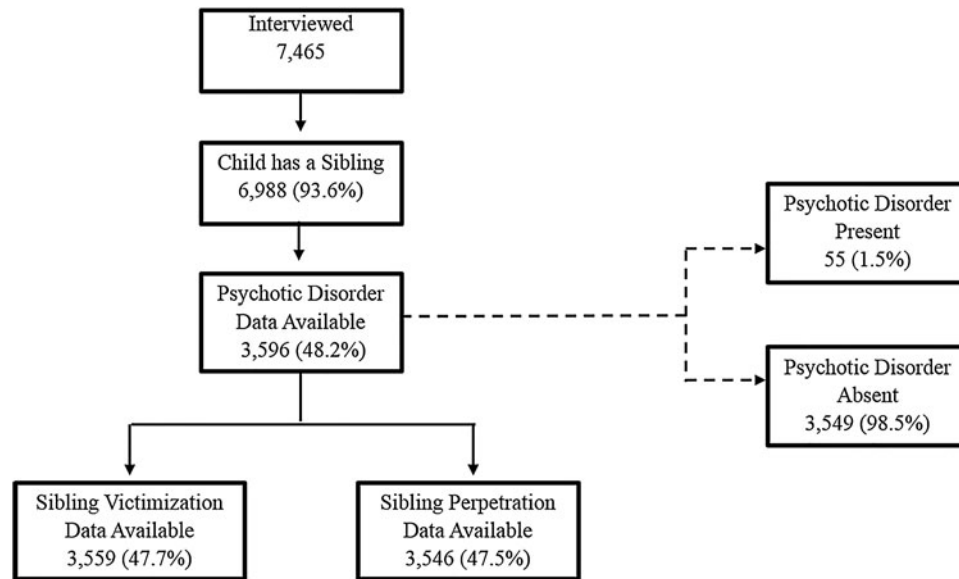 Interviewed
7,465
Child has a Sibling
6,988 (93.6%)
Psychotic Disorder
Data Available
3,596 (48.2%)
Psychotic Disorder
Present
55 (1.5%)
Psychotic Disorder
Absent
3,549 (98.5%)
Sibling Victimization
Data Available
3,559 (47.7%)
Sibling Perpetration
Data Available
3,546 (47.5%)